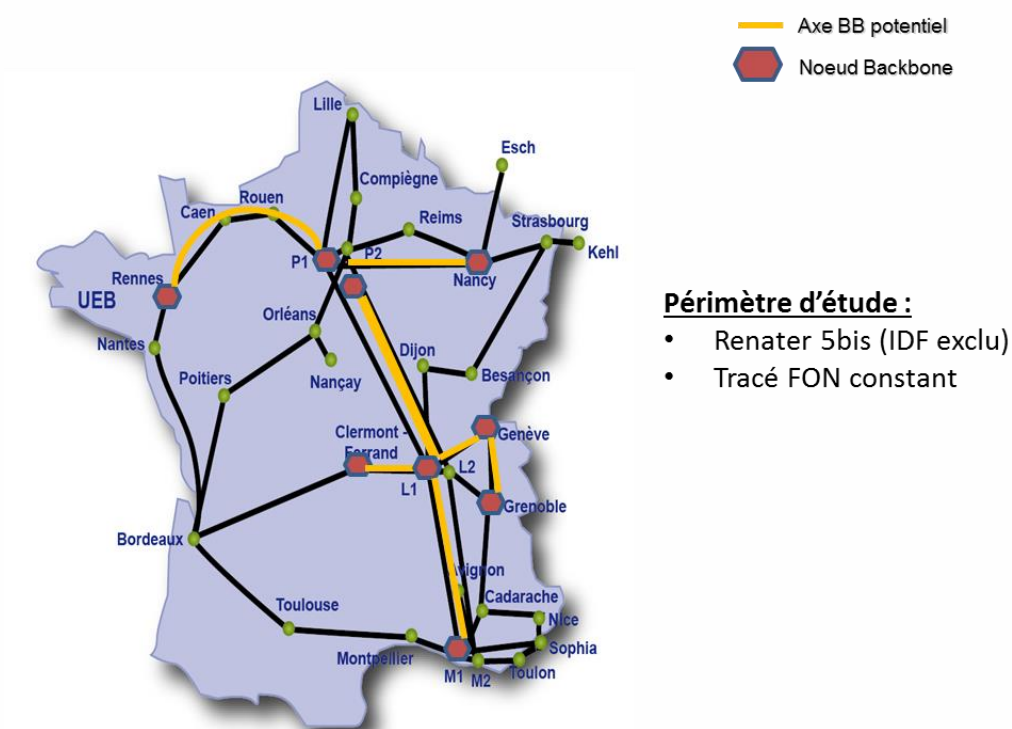 Axe BB potentiel
Noeud Backbone
Lille
Esch
Compiègne
Rouen
Caen
Reims
Strasbourg
P1
P2
Kehl
Nancy
Rennes
UEB
Orléans
Nantes
Dijon
Nançay
Besançon
Poitiers
Clermont -
Ferrand
Genève
L1
L2
Grenoble
Bordeaux
Avignon
Cadarache
Toulouse
Nice
Sophia
Montpellier
M1
M2
Toulon
Périmètre d’étude :
• Renater 5bis (IDF exclu)
• Tracé FON constant